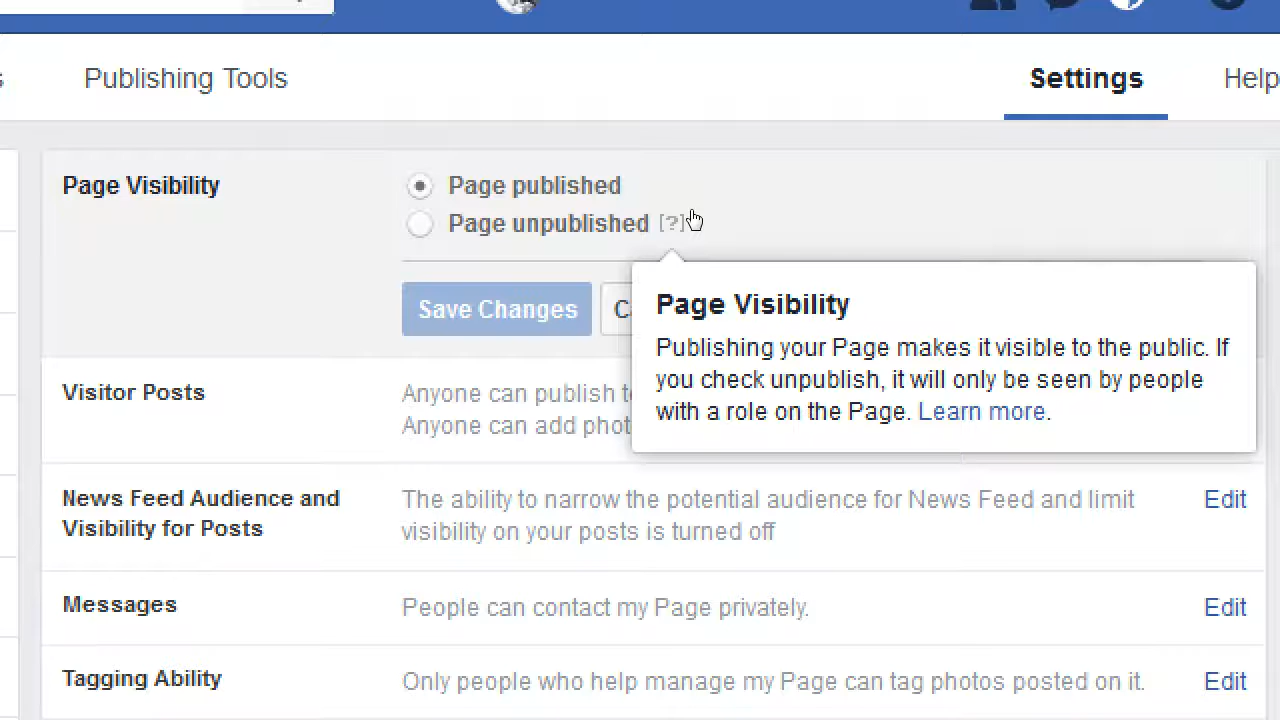 Publishing Tools
Settings
Help
Page Visibility
Page published
Page unpublished [?]
Save Changes
Page Visibility
Publishing your Page makes it visible to the public. If
you check unpublish, it will only be seen by people
with a role on the Page. Learn more.
Visitor Posts
Anyone can publish
Anyone can add
News Feed Audience and
Visibility for Posts
The ability to narrow the potential audience for News Feed and limit
visibility on your posts is turned off
Edit
Messages
People can contact my Page privately.
Edit
Tagging Ability
Only people who help manage my Page can tag photos posted on it.
Edit